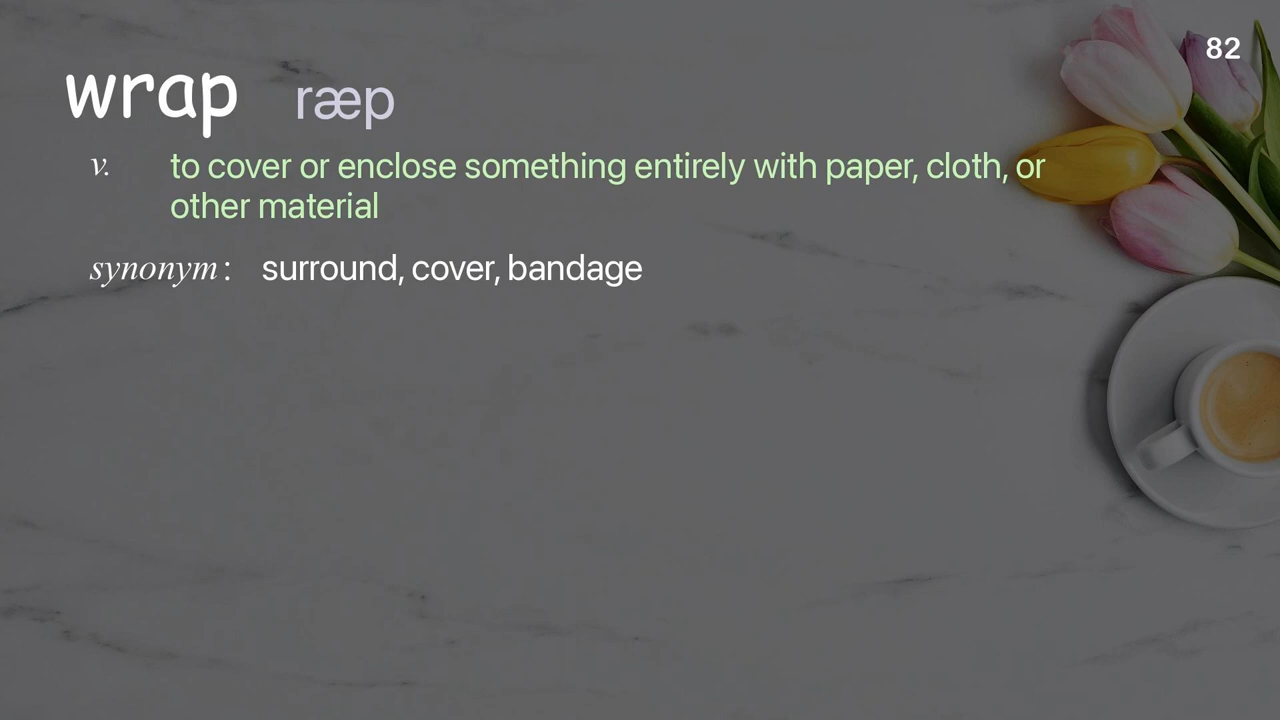 82
wrap ræp
v. to cover or enclose something entirely with paper, cloth, or
other material
synonym : surround, cover, bandage